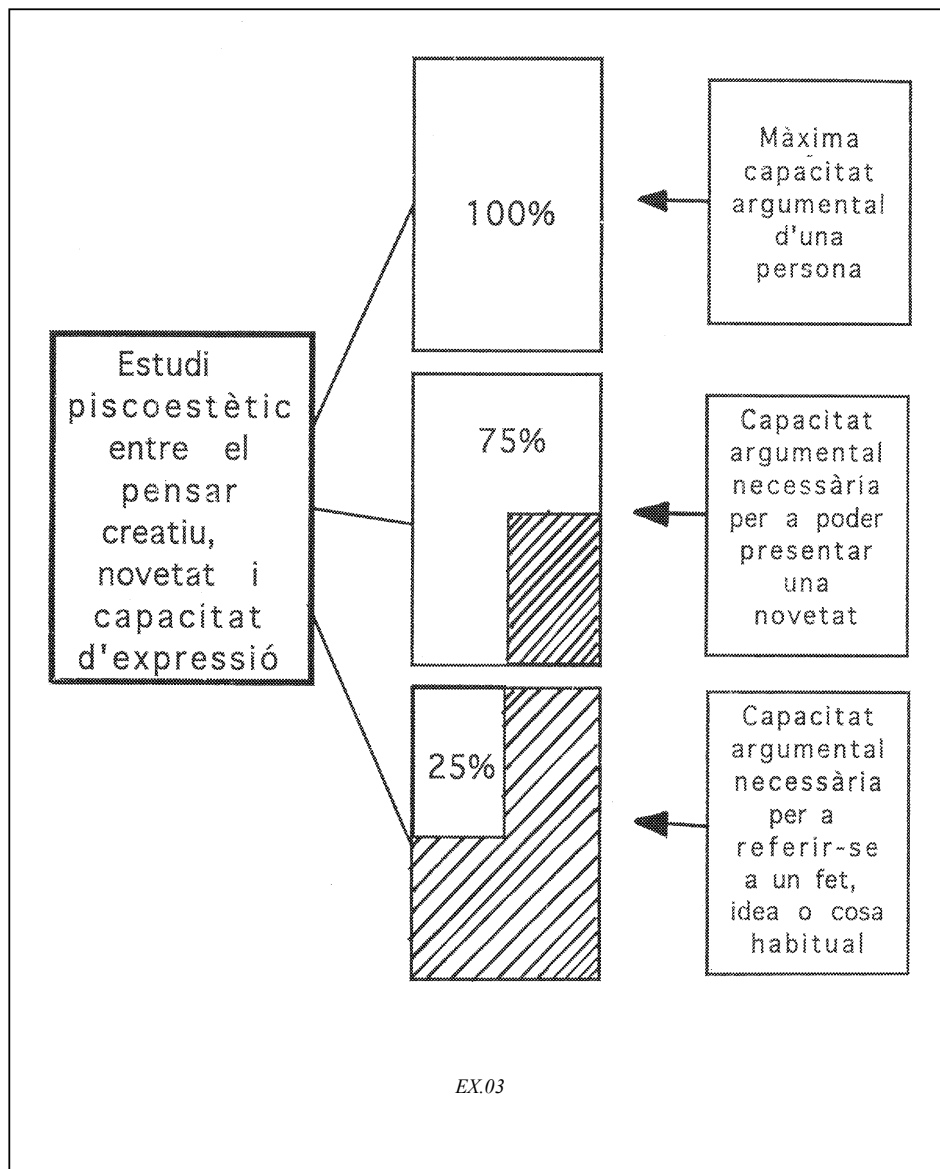 Estudi
piscoestètic
entre el
pensar
creatiu,
novetat i
capacitat
d'expressió
100%
Màxima
capacitat
argumental
d'una
persona
75%
Capacitat
argumental
necessària
per a poder
presentar
una
novetat
25%
Capacitat
argumental
necessària
per a
referir-se
a un fet,
idea o cosa
habitual
EX.03